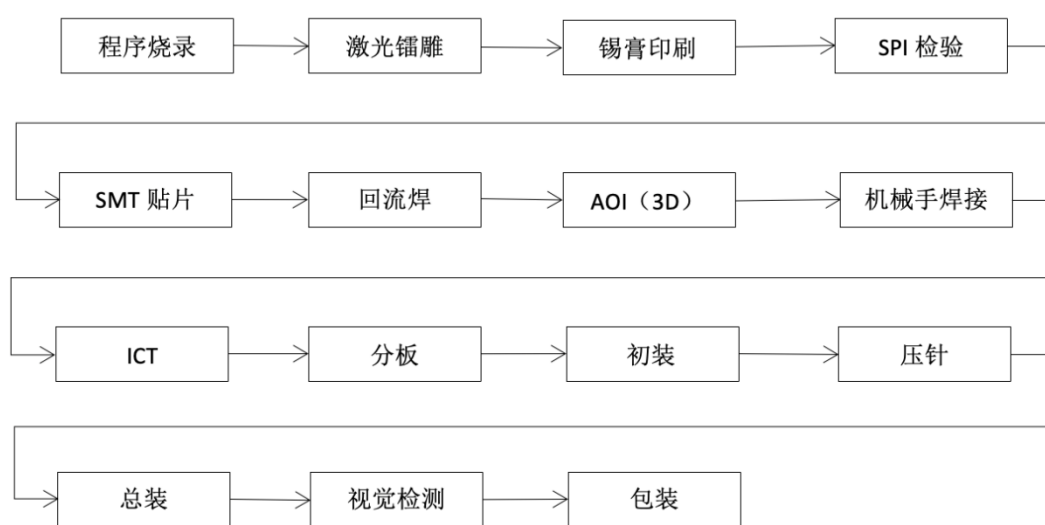 程序烧录
激光镭雕
锡膏印刷
SPI 检验
SMT 贴片
回流焊
AOI（3D）
机械手焊接
ICT
分板
初装
压针
总装
视觉检测
包装